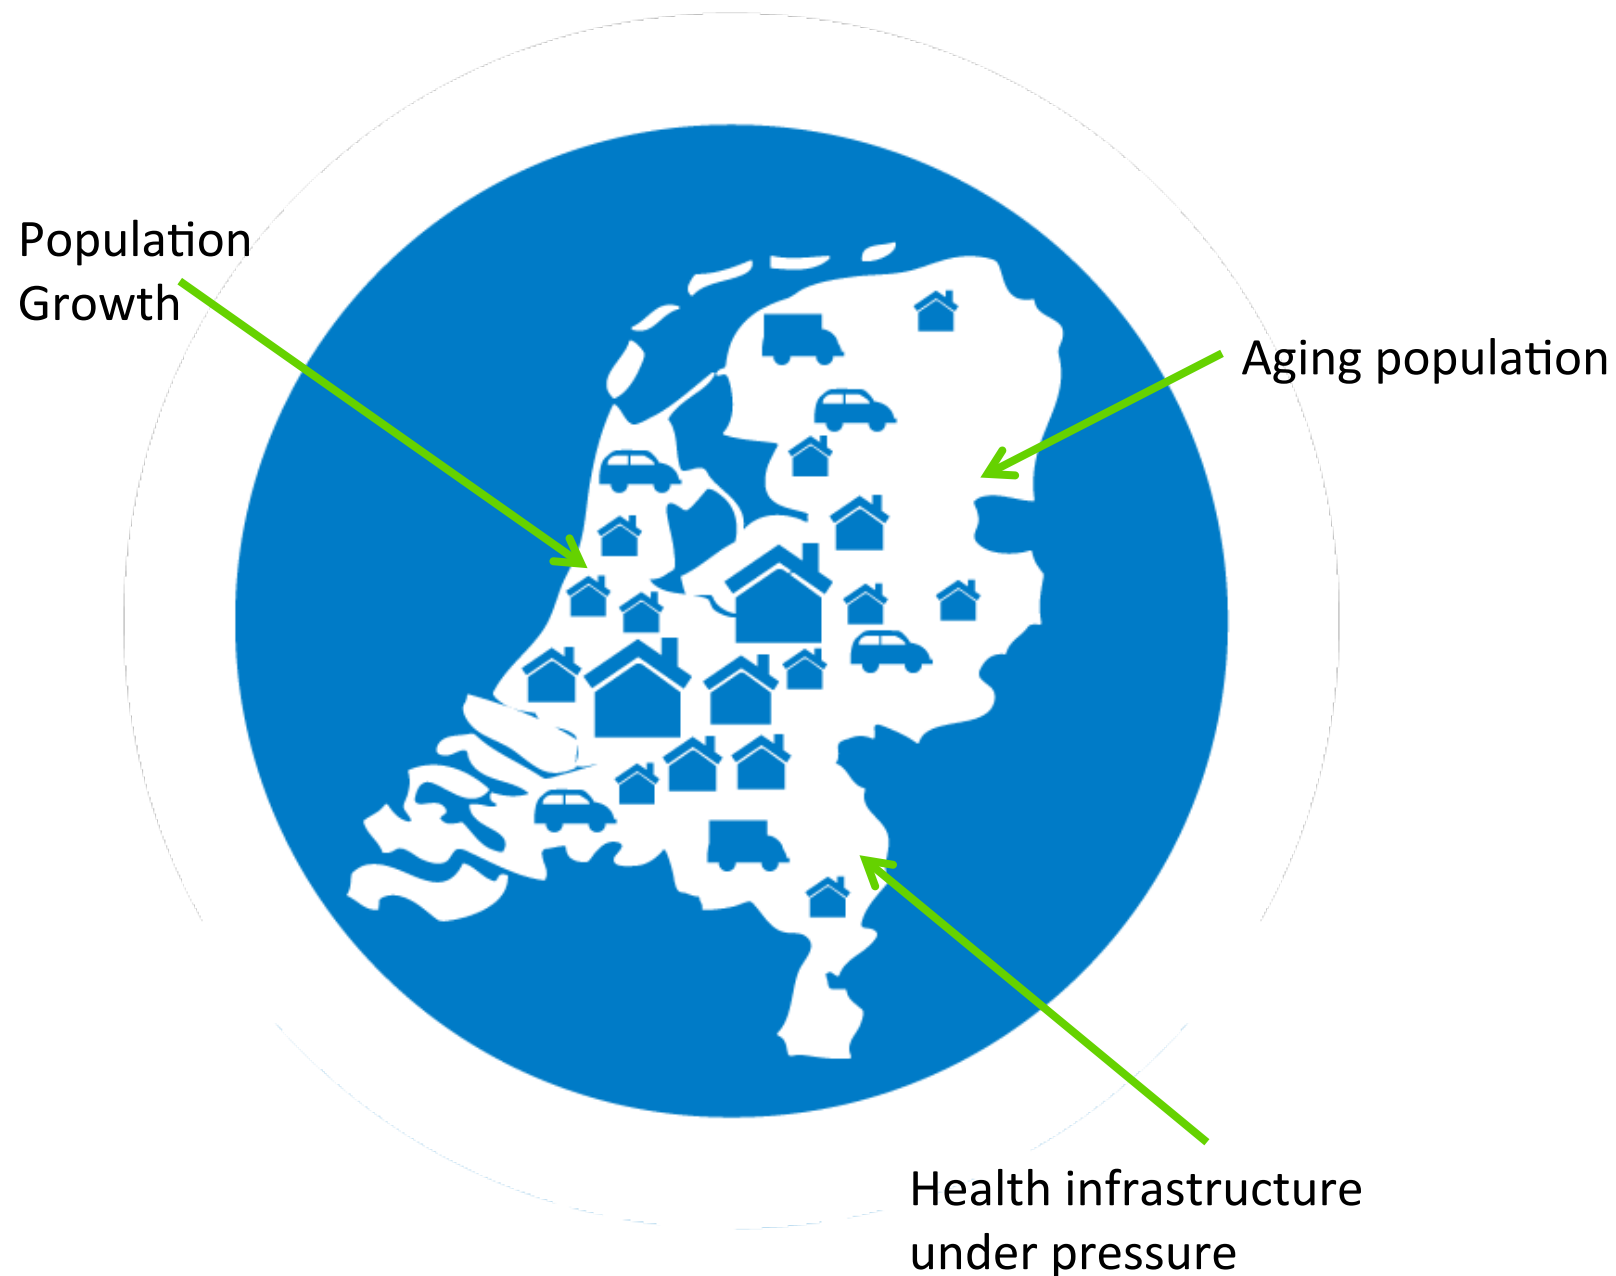 Population
Growth
Aging population
Health infrastructure
under pressure